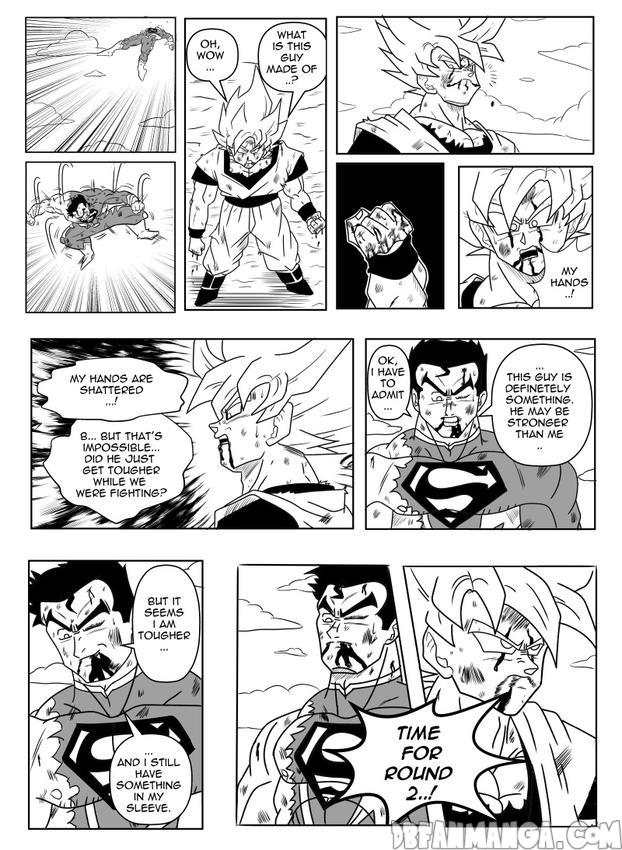 OH,
WOW
...
WHAT
IS THIS
GUY
MADE OF
..?
MY
HANDS
..!
MY HANDS ARE
SHATTERED
...!
B... BUT THAT'S
IMPOSSIBLE...
DID HE JUST
GET TOUGHER
WHILE WE
WERE FIGHTING?
OK,
I HAVE
TO
ADMIT
...
...
THIS GUY IS
DEFINETELY
SOMETHING.
HE MAY BE
STRONGER
THAN ME
..
S
BUT IT
SEEMS
I AM
TOUGHER
...
...
AND I STILL
HAVE
SOMETHING
IN MY
SLEEVE.
TIME
FOR
ROUND
2..!
DBFANMANGA.COM